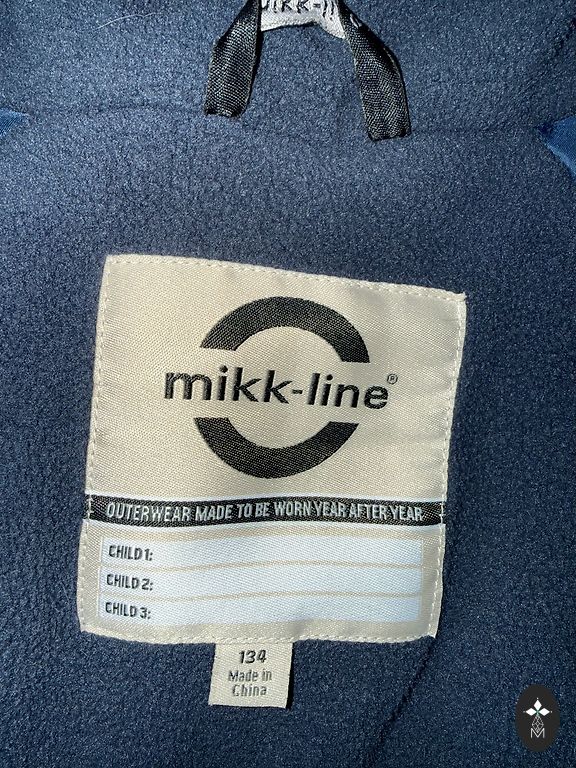 mikk-line®
OUTERWEAR MADE TO BE WORN YEAR AFTER YEAR
CHILD 1:
CHILD 2:
CHILD 3:
134
Made in
China
M